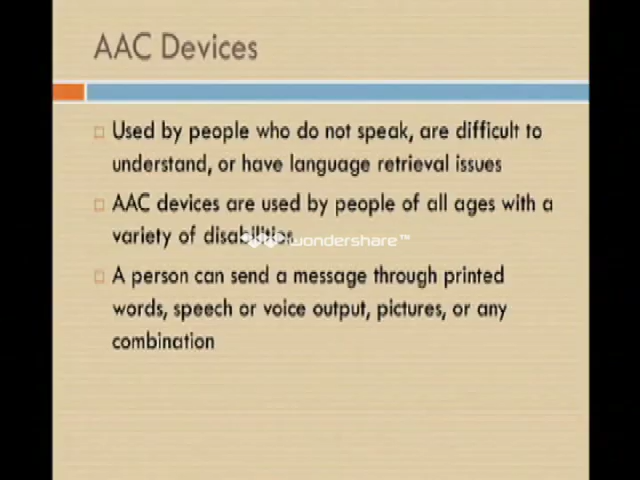 AAC Devices
Used by people who do not speak, are difficult to
understand, or have language retrieval issues
AAC devices are used by people of all ages with a
variety of disabilities
wondershare™
A person can send a message through printed
words, speech or voice output, pictures, or any
combination